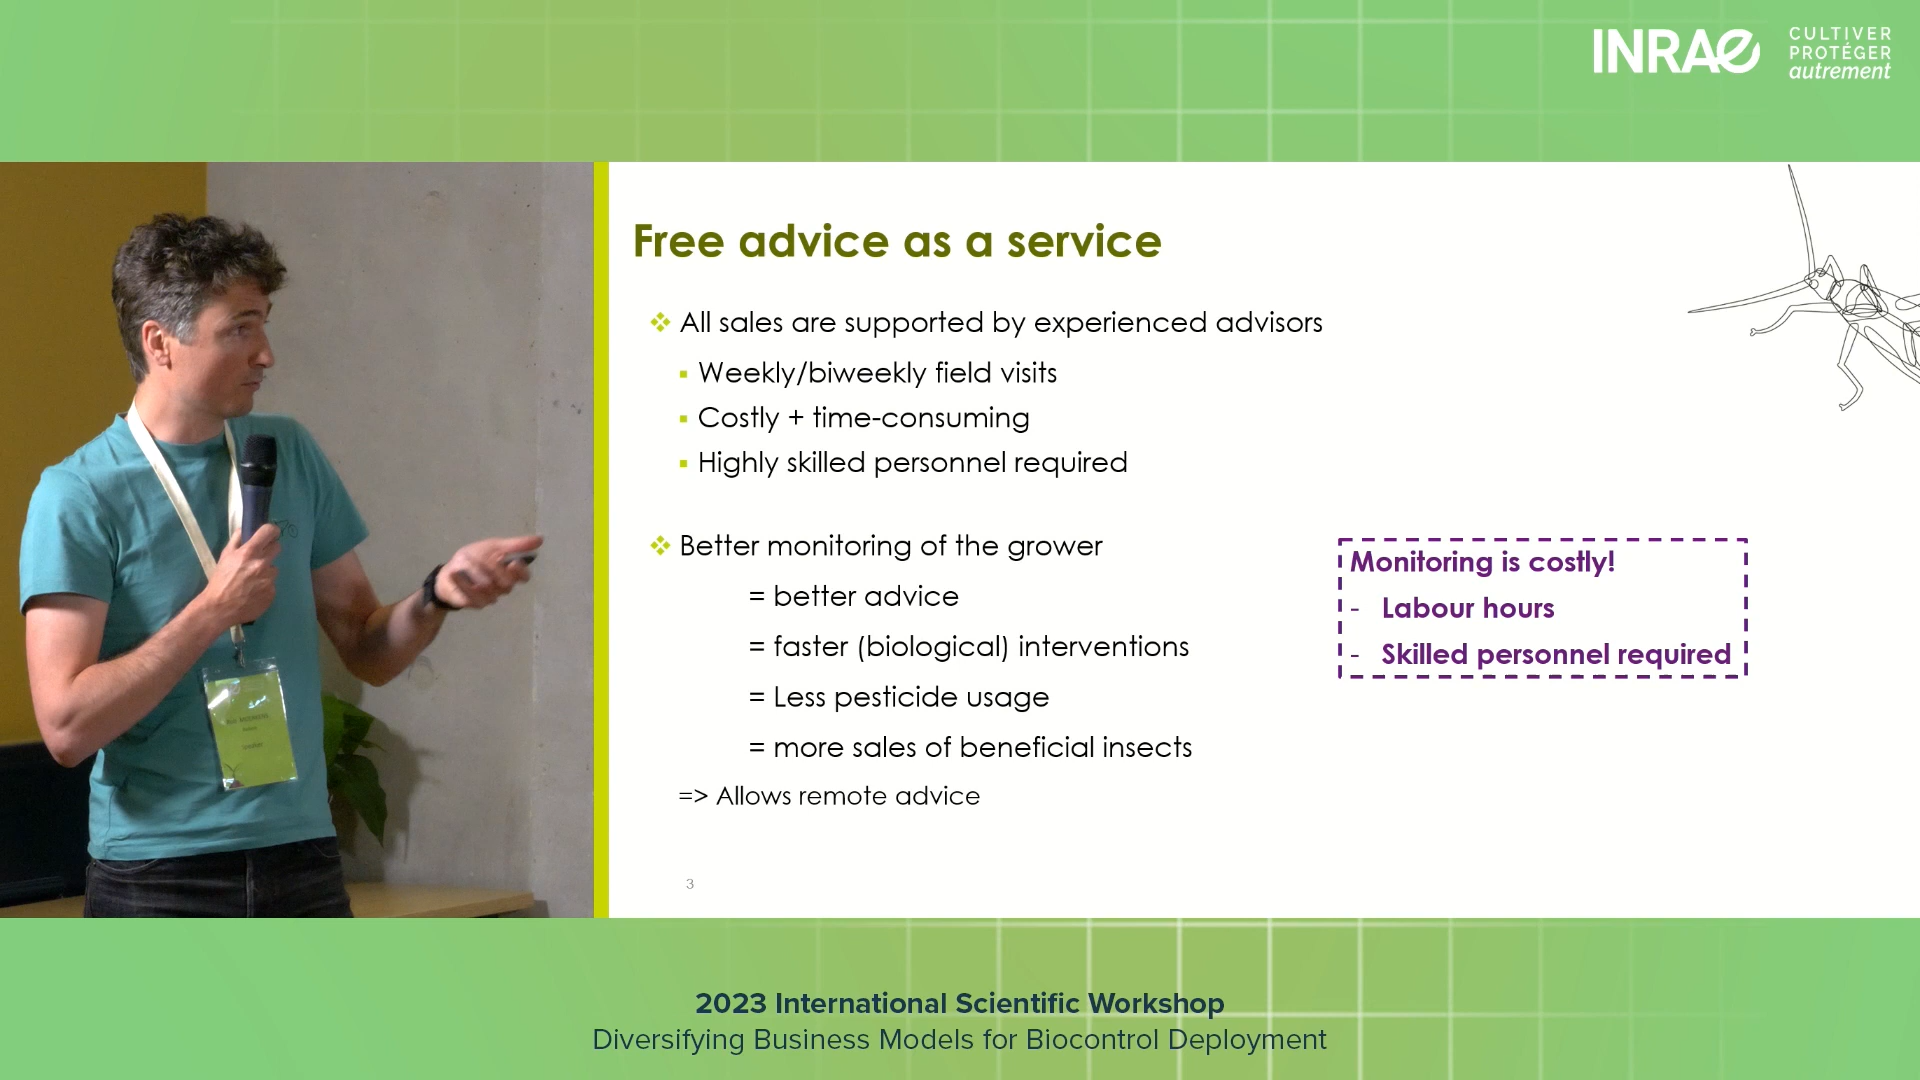 INRAE
CULTIVER
PROTÉGER
autrement
Free advice as a service
All sales are supported by experienced advisors
Weekly/biweekly field visits
Costly + time-consuming
Highly skilled personnel required
Better monitoring of the grower
= better advice
= faster (biological) interventions
= Less pesticide usage
= more sales of beneficial insects
=> Allows remote advice
Monitoring is costly!
- Labour hours
- Skilled personnel required
3
2023 International Scientific Workshop
Diversifying Business Models for Biocontrol Deployment